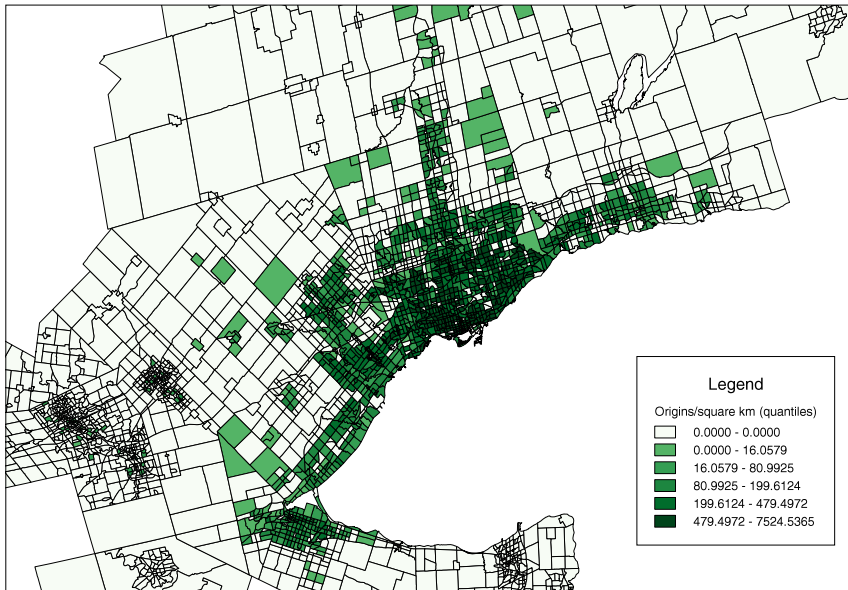 Legend
Origins/square km (quantiles)
0.0000 - 0.0000
0.0000 - 16.0579
16.0579 - 80.9925
80.9925 - 199.6124
199.6124 - 479.4972
479.4972 - 7524.5365